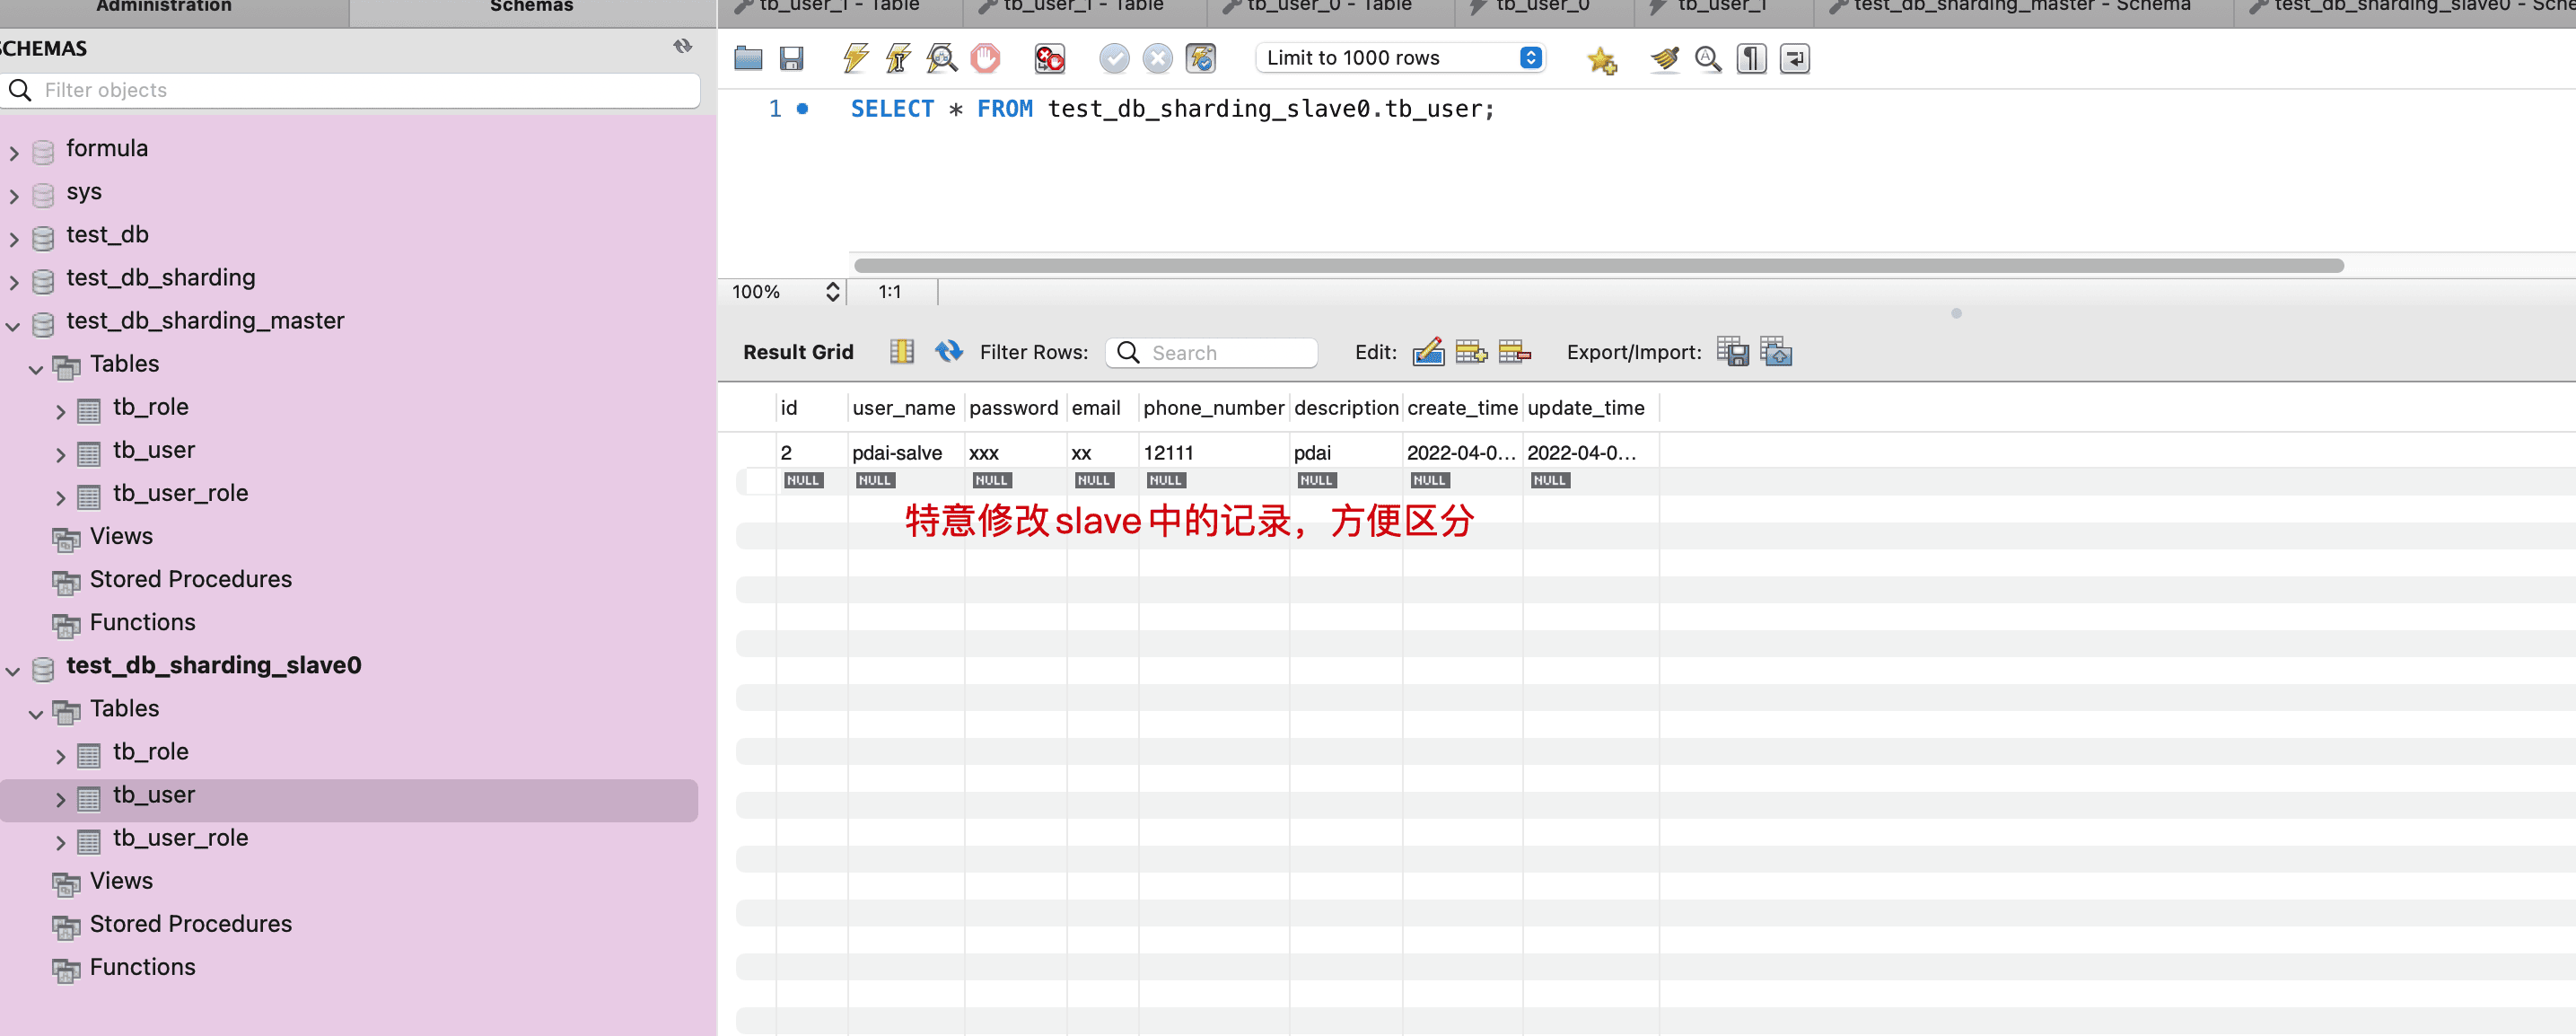 Administration
Schemas
tb_user_1 - Table
tb_user_1 - Table
tb_user_0 - Table
tb_user_0
tb_user_1
test_db_sharding_master - Schema
test_db_sharding_slave0 - Sche
SCHEMAS
Filter objects
formula
sys
test_db
test_db_sharding
test_db_sharding_master
Tables
tb_role
tb_user
tb_user_role
Views
Stored Procedures
Functions
test_db_sharding_slave0
Tables
tb_role
tb_user
tb_user_role
Views
Stored Procedures
Functions
Limit to 1000 rows
1 SELECT * FROM test_db_sharding_slave0.tb_user;
100% 1:1
Result Grid Filter Rows: Search Edit: Export/Import:
id user_name password email phone_number description create_time update_time
2 pdai-salve xxx xx 12111 pdai 2022-04-0... 2022-04-0...
NULL NULL NULL NULL NULL NULL NULL NULL
特意修改slave中的记录，方便区分